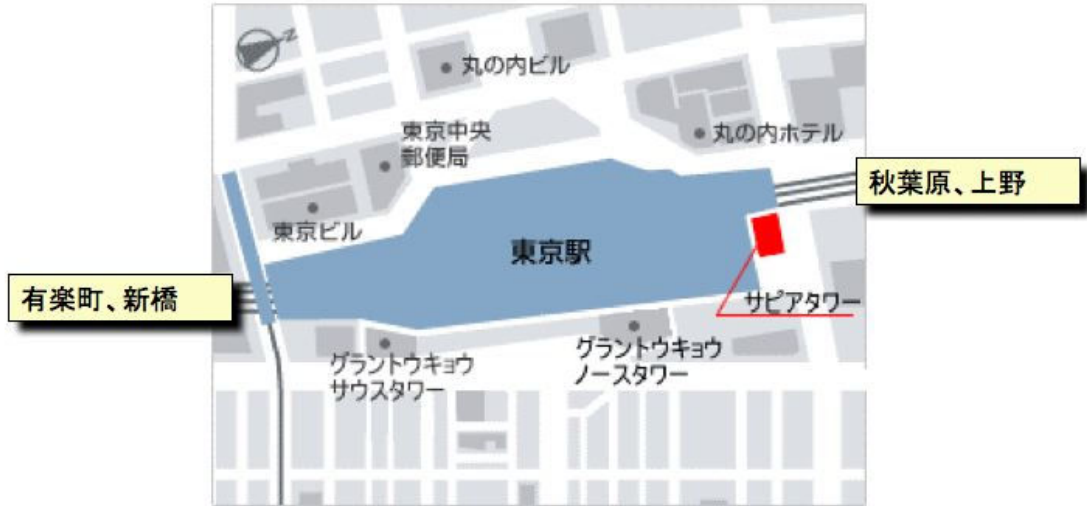 N
丸の内ビル
東京中央
郵便局
丸の内ホテル
秋葉原、上野
東京ビル
東京駅
有楽町、新橋
サピアタワー
グラントウキョウ
サウスタワー
グラントウキョウ
ノースタワー